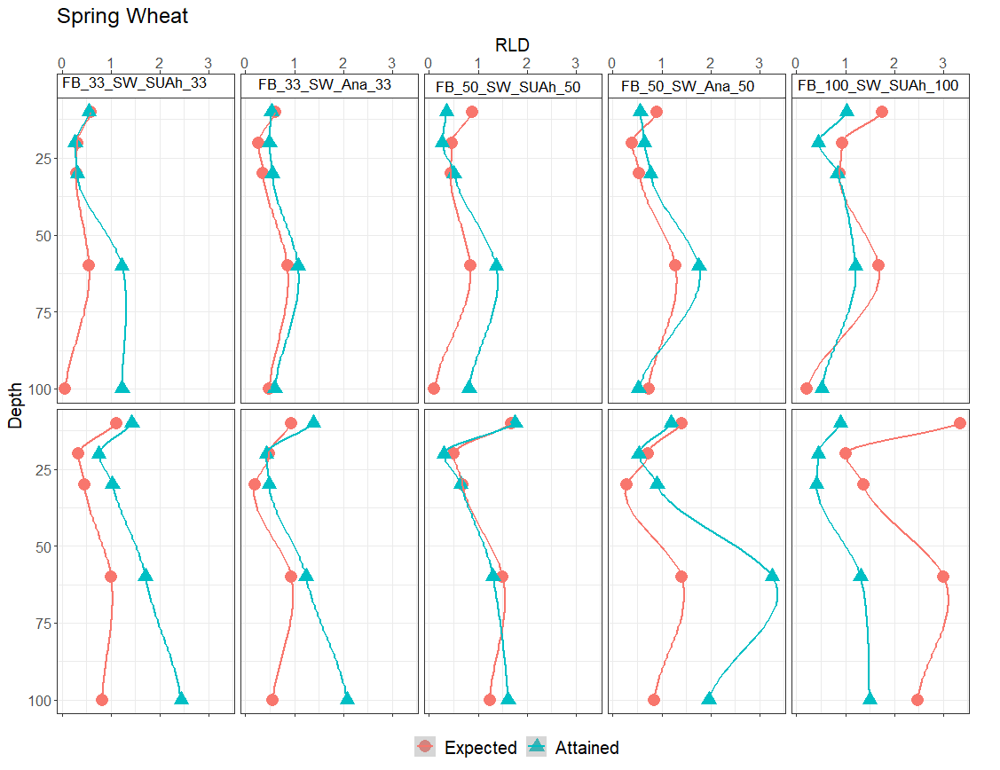 Spring Wheat
RLD
0 1 2 3 0 1 2 3 0 1 2 3 0 1 2 3 0 1 2 3
FB_33_SW_SUAh_33 FB_33_SW_Ana_33 FB_50_SW_SUAh_50 FB_50_SW_Ana_50 FB_100_SW_SUAh_100
25
50
75
100
Depth
25
50
75
100
Expected Attained